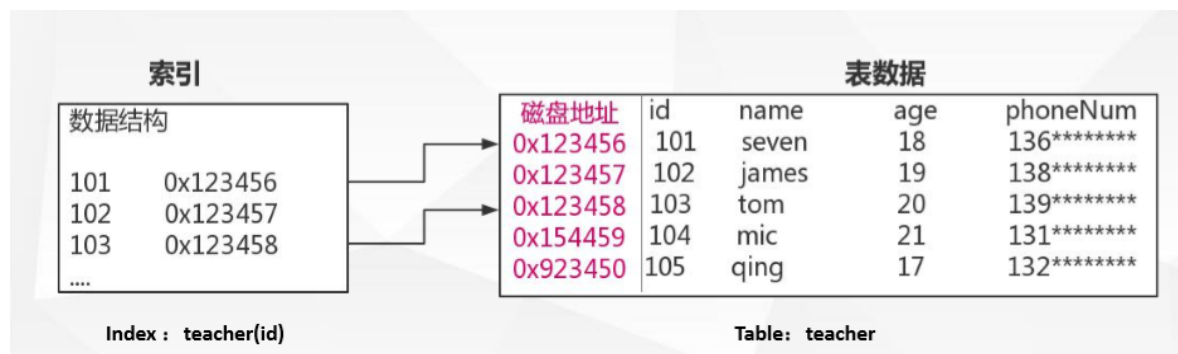 索引
数据结构
101 0x123456
102 0x123457
103 0x123458
....
Index： teacher(id)
表数据
磁盘地址 id name age phoneNum
0x123456 101 seven 18 136********
0x123457 102 james 19 138********
0x123458 103 tom 20 139********
0x154459 104 mic 21 131********
0x923450 105 qing 17 132********
Table： teacher